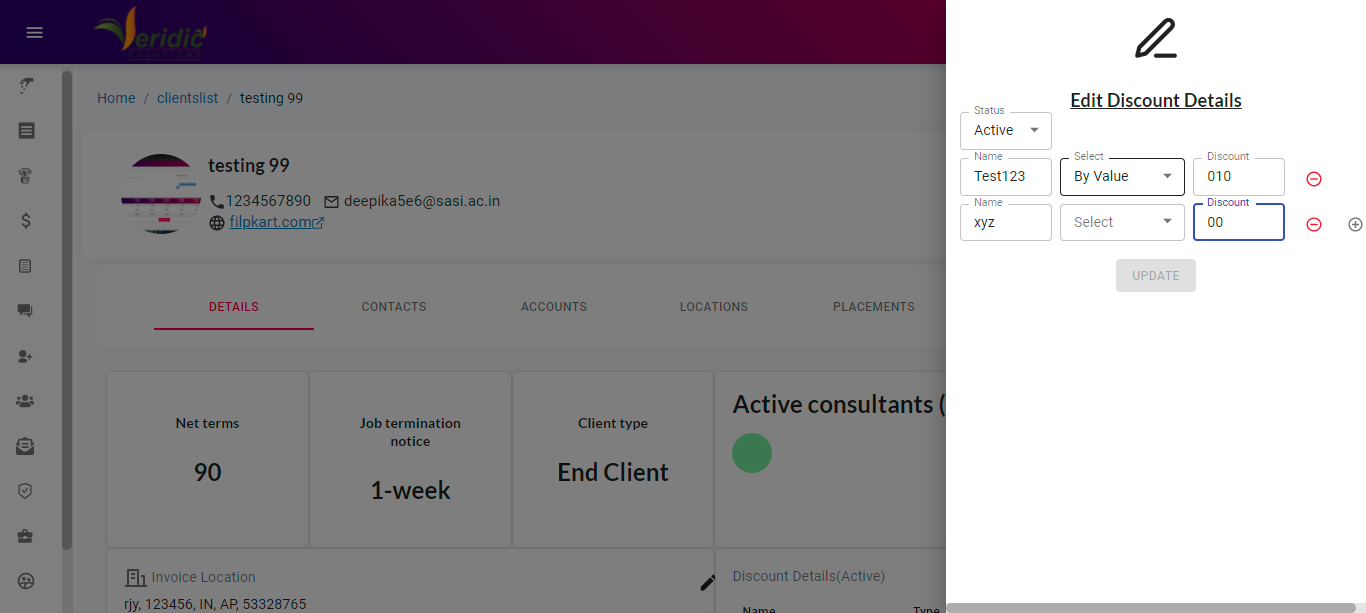 eridic
SOLUTIONS
Home / clientslist / testing 99
testing 99
1234567890 deepika5e6@sasi.ac.in
filpkart.com
DETAILS CONTACTS ACCOUNTS LOCATIONS PLACEMENTS
Net terms
90
Job termination
notice
1-week
Client type
End Client
Active consultants (
Invoice Location
rjy, 123456, IN, AP, 53328765
Discount Details(Active)
Name Type
Edit Discount Details
Status
Active
Name Select Discount
Test123 By Value 010
Name Discount
xyz Select 00
UPDATE